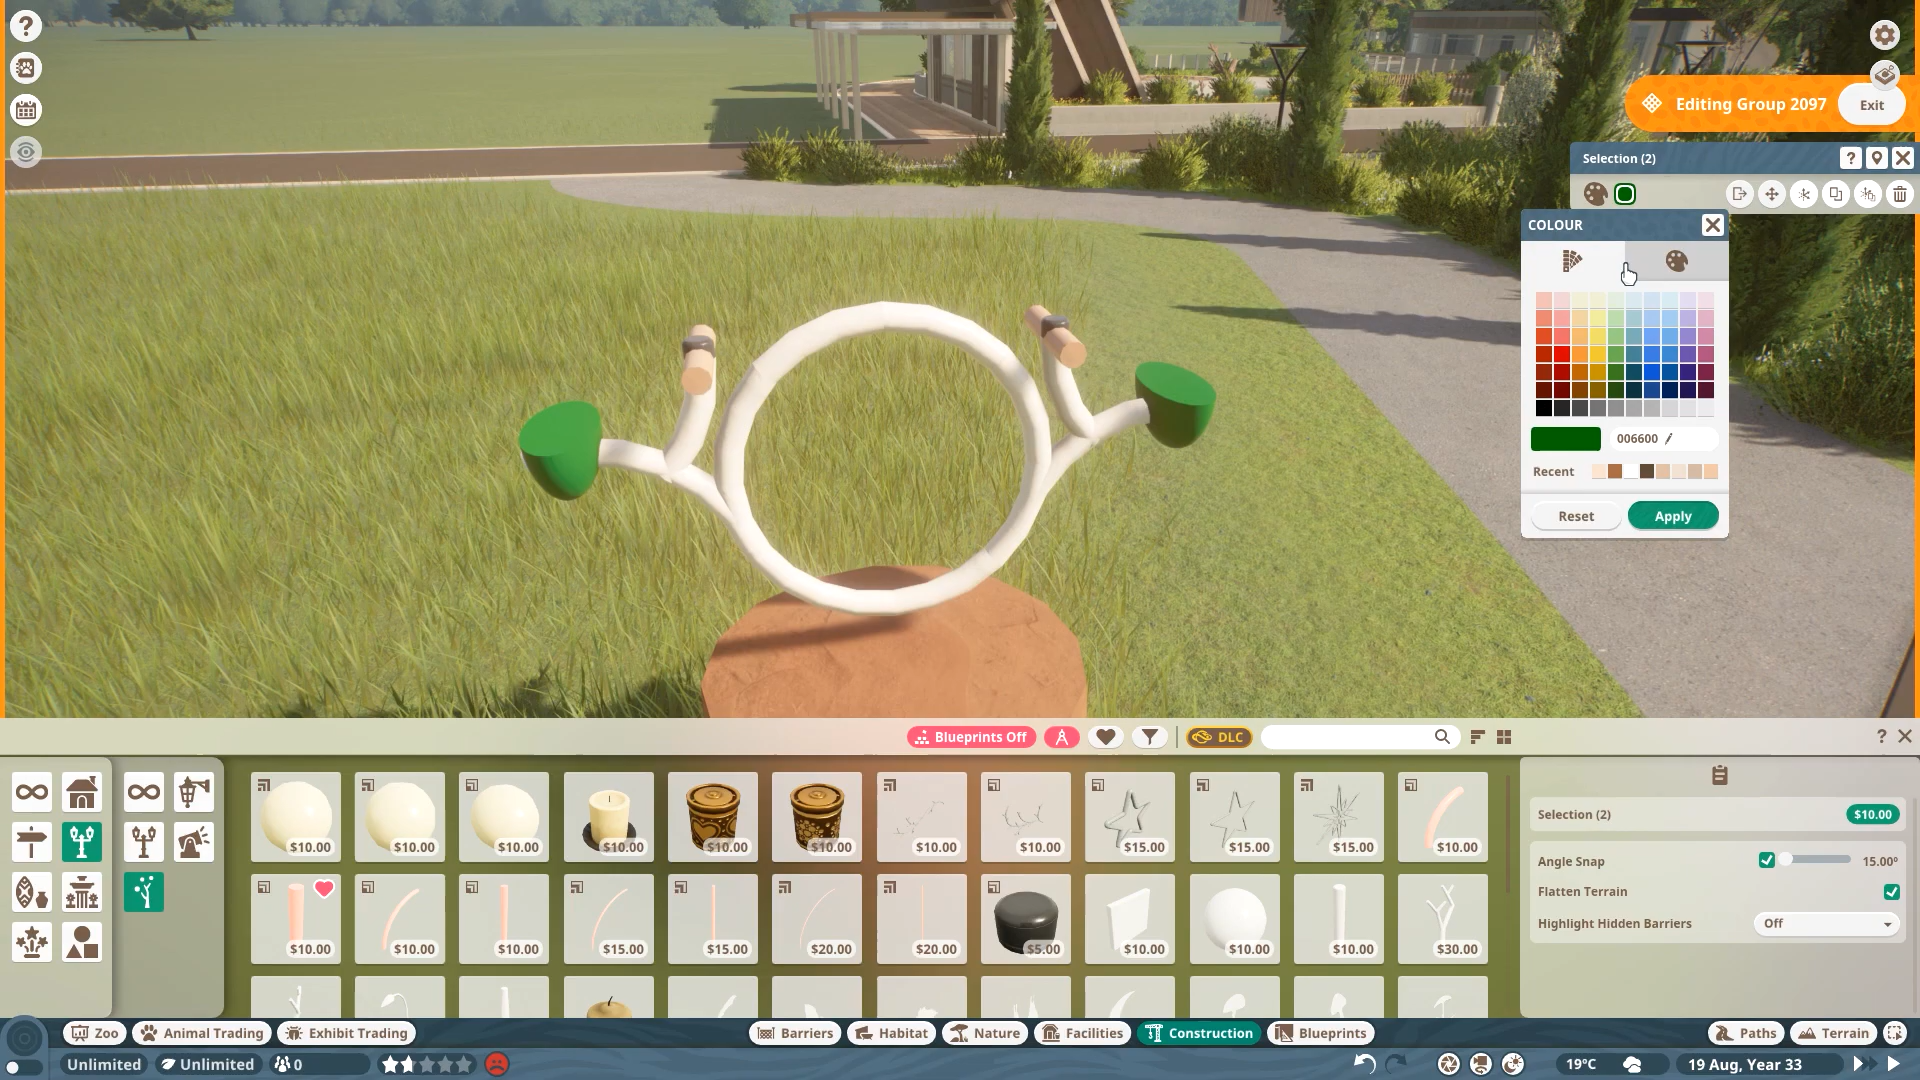 Editing Group 2097
Exit
Selection (2)
COLOUR
006600
Recent
Reset
Apply
Blueprints Off
DLC
$10.00 $10.00 $10.00 $10.00 $10.00 $10.00 $10.00 $10.00 $15.00 $15.00 $15.00 $10.00
$10.00 $10.00 $10.00 $15.00 $15.00 $20.00 $20.00 $5.00 $10.00 $10.00 $10.00 $30.00
Selection (2) $10.00
Angle Snap 15.00º
Flatten Terrain
Highlight Hidden Barriers Off
Zoo Animal Trading Exhibit Trading Barriers Habitat Nature Facilities Construction Blueprints Paths Terrain
Unlimited Unlimited 0 19ºC 19 Aug, Year 33